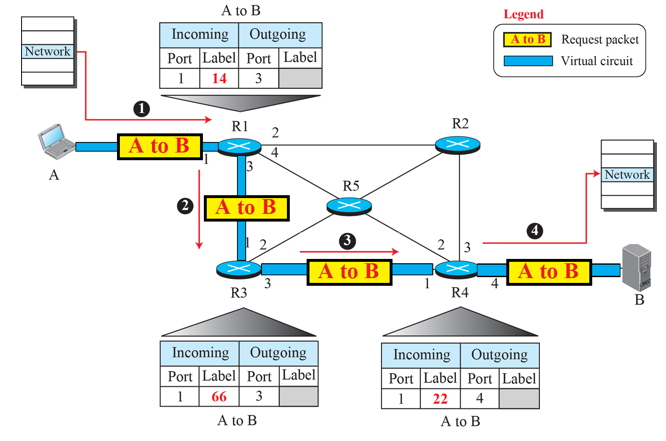 A to B
Incoming Outgoing
Port Label Port Label
1 14 3
Legend
A to B Request packet
Virtual circuit
Network
1
A to B
A
1
R1
2
4
3
R2
2
A to B
R5
Network
1
2
3
2
3
4
R3
3
A to B
1
R4
4
A to B
B
Incoming Outgoing
Port Label Port Label
1 66 3
A to B
Incoming Outgoing
Port Label Port Label
1 22 4
A to B